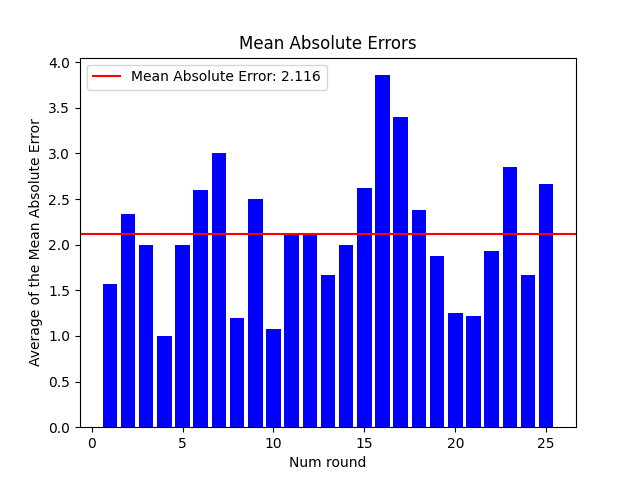 Mean Absolute Errors
Mean Absolute Error: 2.116
4.0
3.5
3.0
2.5
2.0
1.5
1.0
0.5
0.0
Average of the Mean Absolute Error
0 5 10 15 20 25
Num round